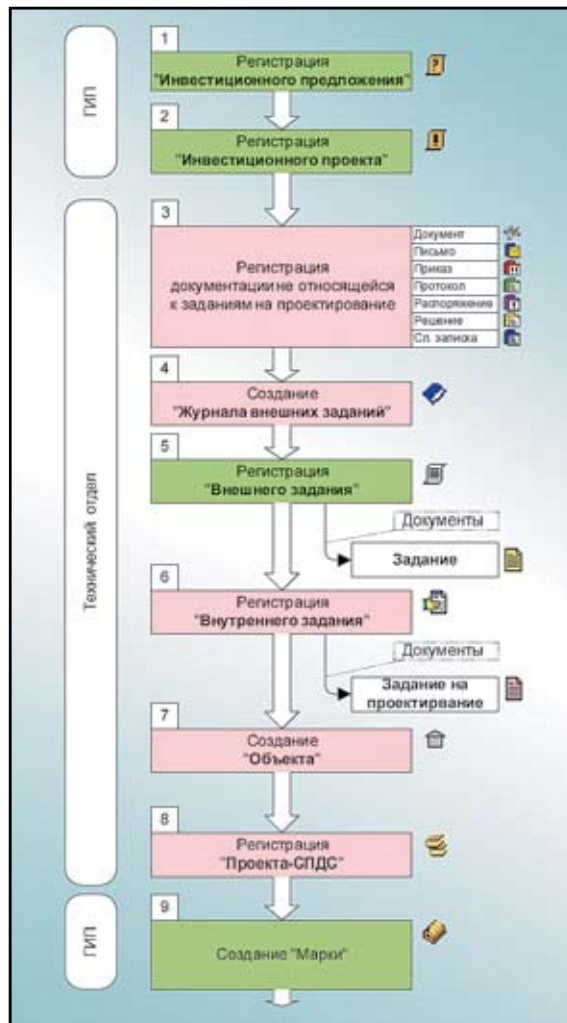 ГИП
1
Регистрация
"Инвестиционного предложения"
2
Регистрация
"Инвестиционного проекта"
Технический отдел
3
Регистрация
документации не относящейся
к заданиям на проектирование
Документ
Письмо
Приказ
Протокол
Распоряжение
Решение
Сл. записка
4
Создание
"Журнала внешних заданий"
5
Регистрация
"Внешнего задания"
Документы
Задание
6
Регистрация
"Внутреннего задания"
Документы
Задание на
проектирвание
7
Создание
"Объекта"
8
Регистрация
"Проекта-СПДС"
ГИП
9
Создание "Марки"